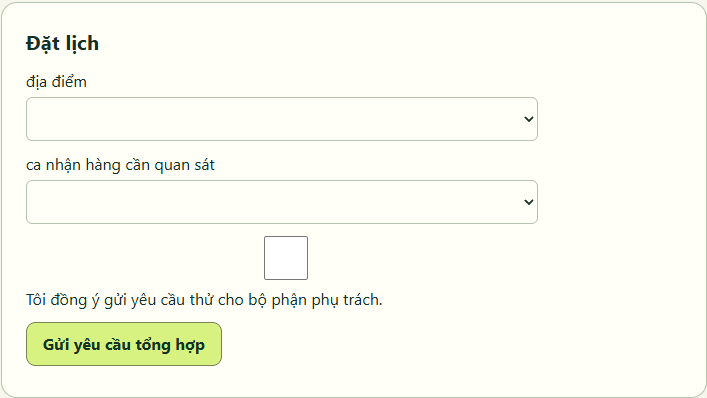 Đặt lịch
địa điểm
ca nhận hàng cần quan sát
Tôi đồng ý gửi yêu cầu thử cho bộ phận phụ trách.
Gửi yêu cầu tổng hợp